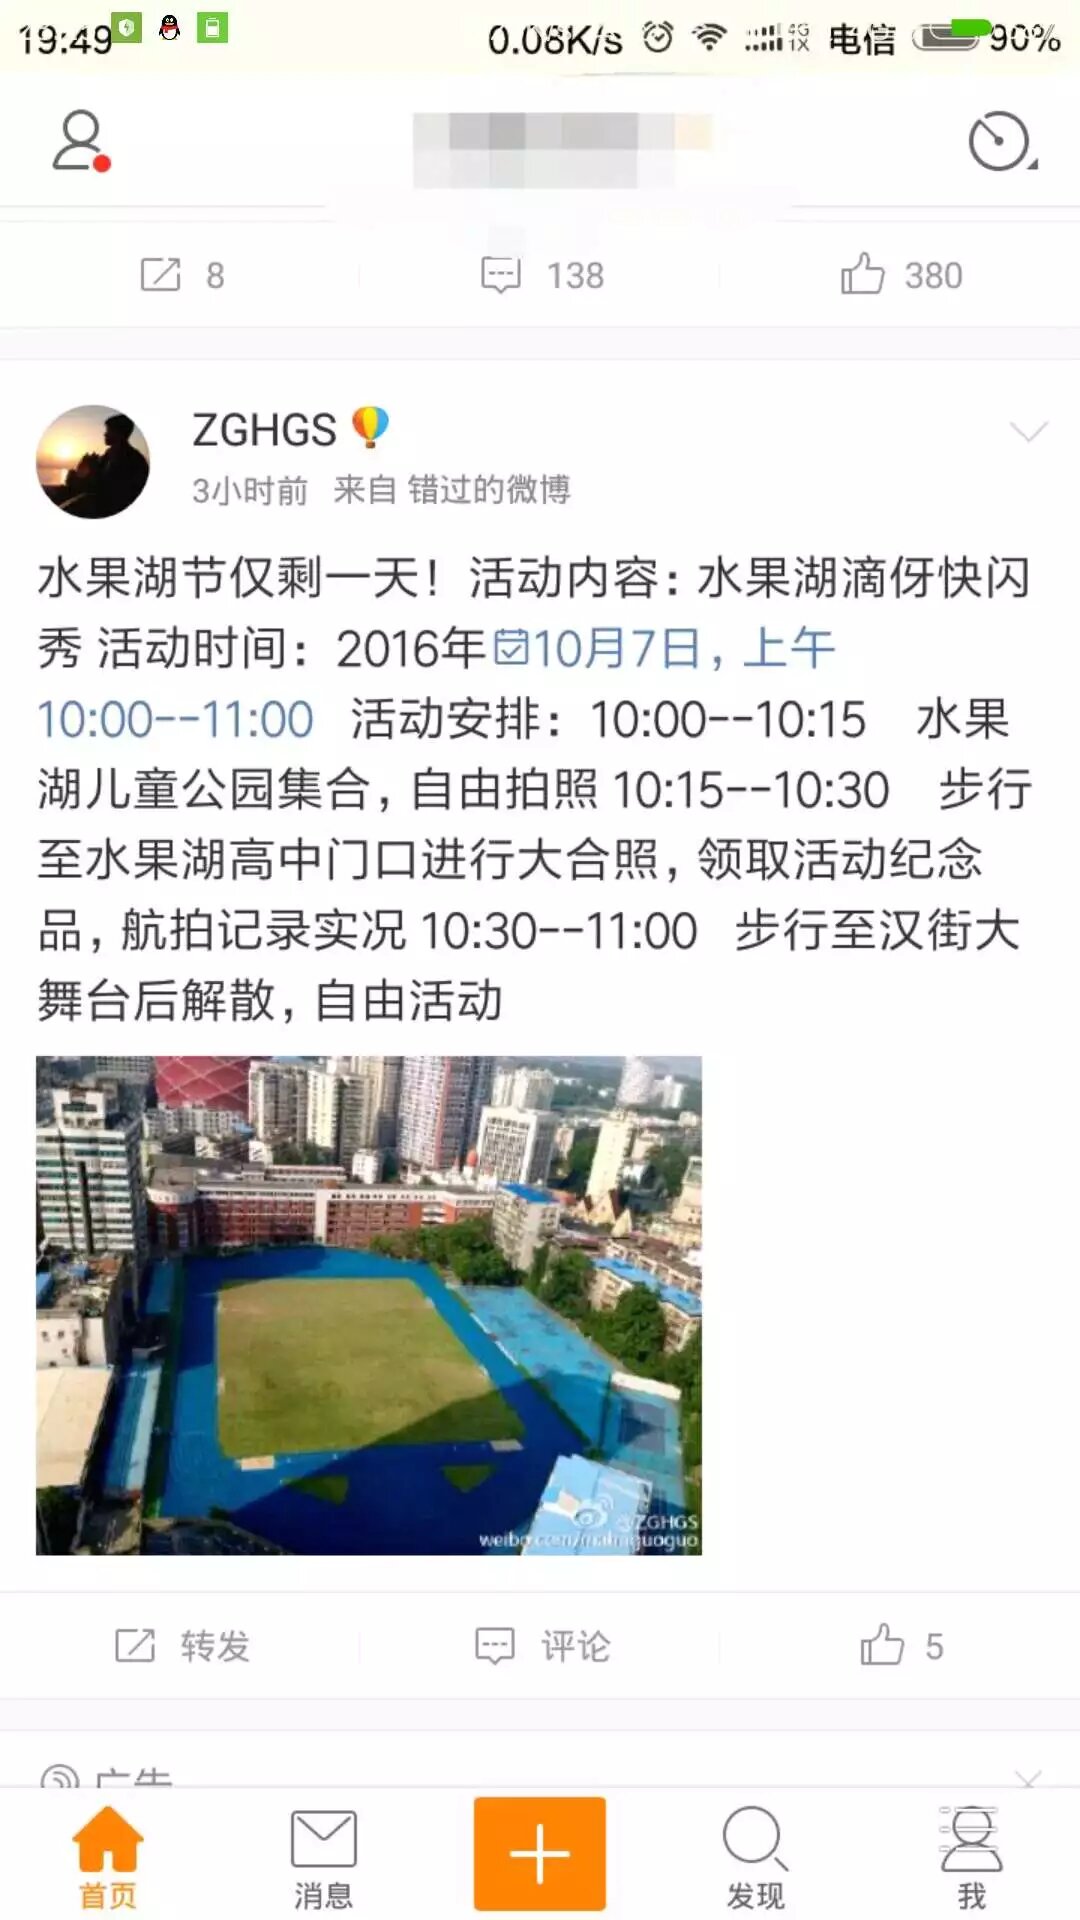 19:49
0.08K/s
电信
90%
8
138
380
ZGHGS
3小时前 来自 错过的微博
水果湖节仅剩一天！活动内容：水果湖滴伢快闪
秀 活动时间：2016年10月7日，上午
10:00--11:00 活动安排：10:00--10:15 水果
湖儿童公园集合，自由拍照 10:15--10:30 步行
至水果湖高中门口进行大合照，领取活动纪念
品，航拍记录实况 10:30--11:00 步行至汉街大
舞台后解散，自由活动
@ZGHGS
转发
评论
5
广告
首页
消息
发现
我